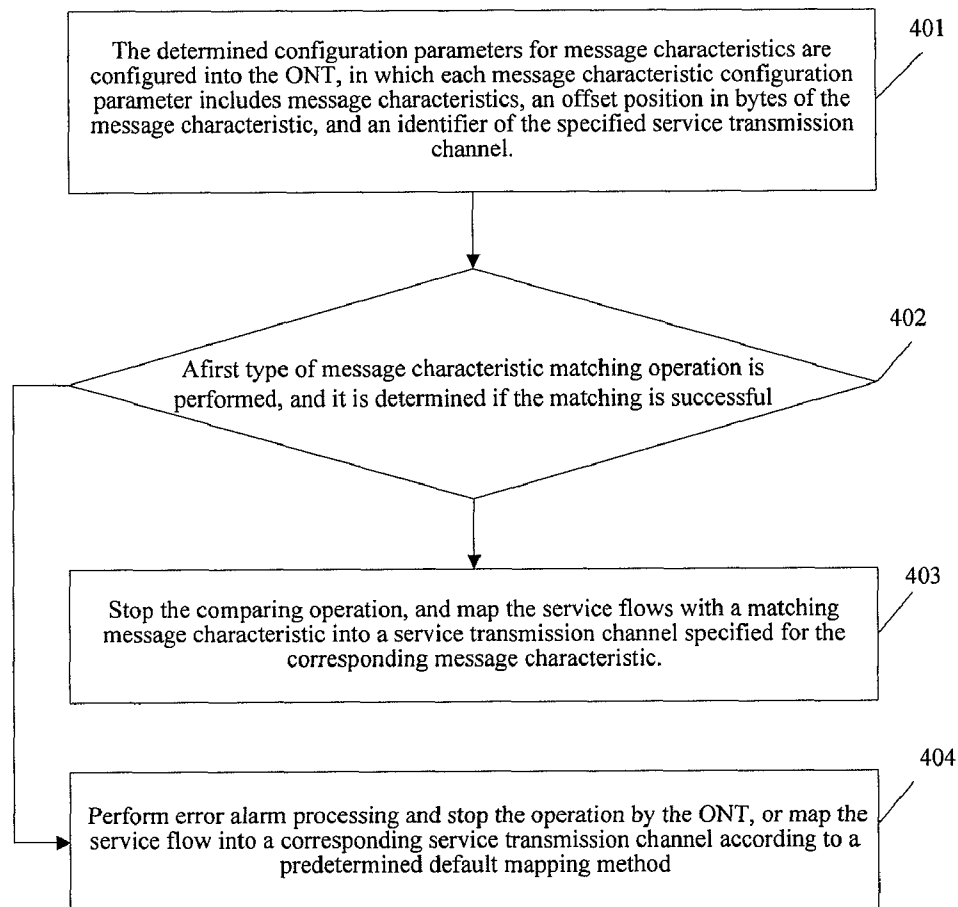 401
The determined configuration parameters for message characteristics are
configured into the ONT, in which each message characteristic configuration
parameter includes message characteristics, an offset position in bytes of the
message characteristic, and an identifier of the specified service transmission
channel.
402
Afirst type of message characteristic matching operation is
performed, and it is determined if the matching is successful
403
Stop the comparing operation, and map the service flows with a matching
message characteristic into a service transmission channel specified for the
corresponding message characteristic.
404
Perform error alarm processing and stop the operation by the ONT, or map the
service flow into a corresponding service transmission channel according to a
predetermined default mapping method